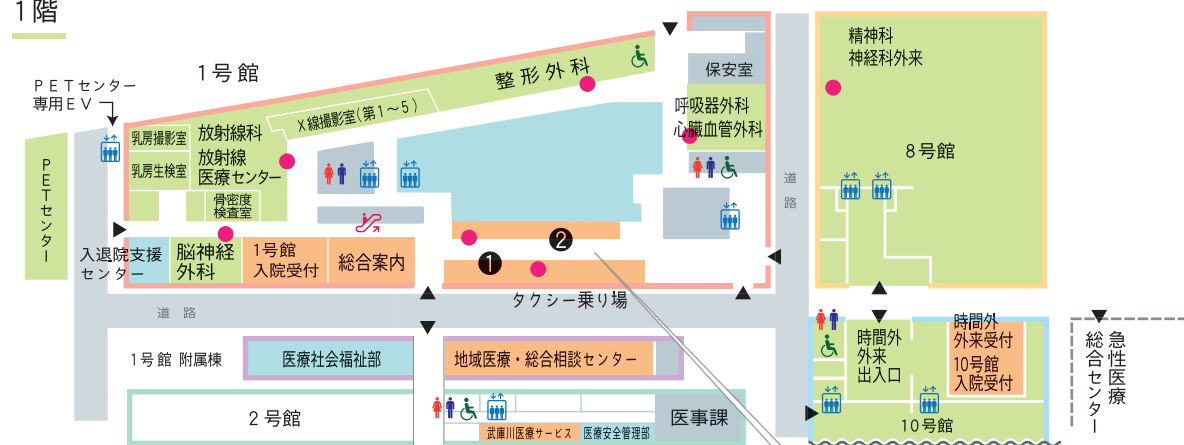 1階
1号館
PETセンター
専用EV
PETセンター
乳房撮影室
乳房生検室
放射線科
放射線
医療センター
骨密度
検査室
X線撮影室(第1~5)
整形外科
保安室
呼吸器外科
心臓血管外科
入退院支援
センター
脳神経
外科
1号館
入院受付
総合案内
1
2
タクシー乗り場
道路
道路
精神科
神経科外来
8号館
1号館 附属棟
医療社会福祉部
地域医療・総合相談センター
2号館
武庫川医療サービス
医療安全管理部
医事課
時間外
外来
出入口
時間外
外来受付
10号館
入院受付
10号館
急性医療
総合センター